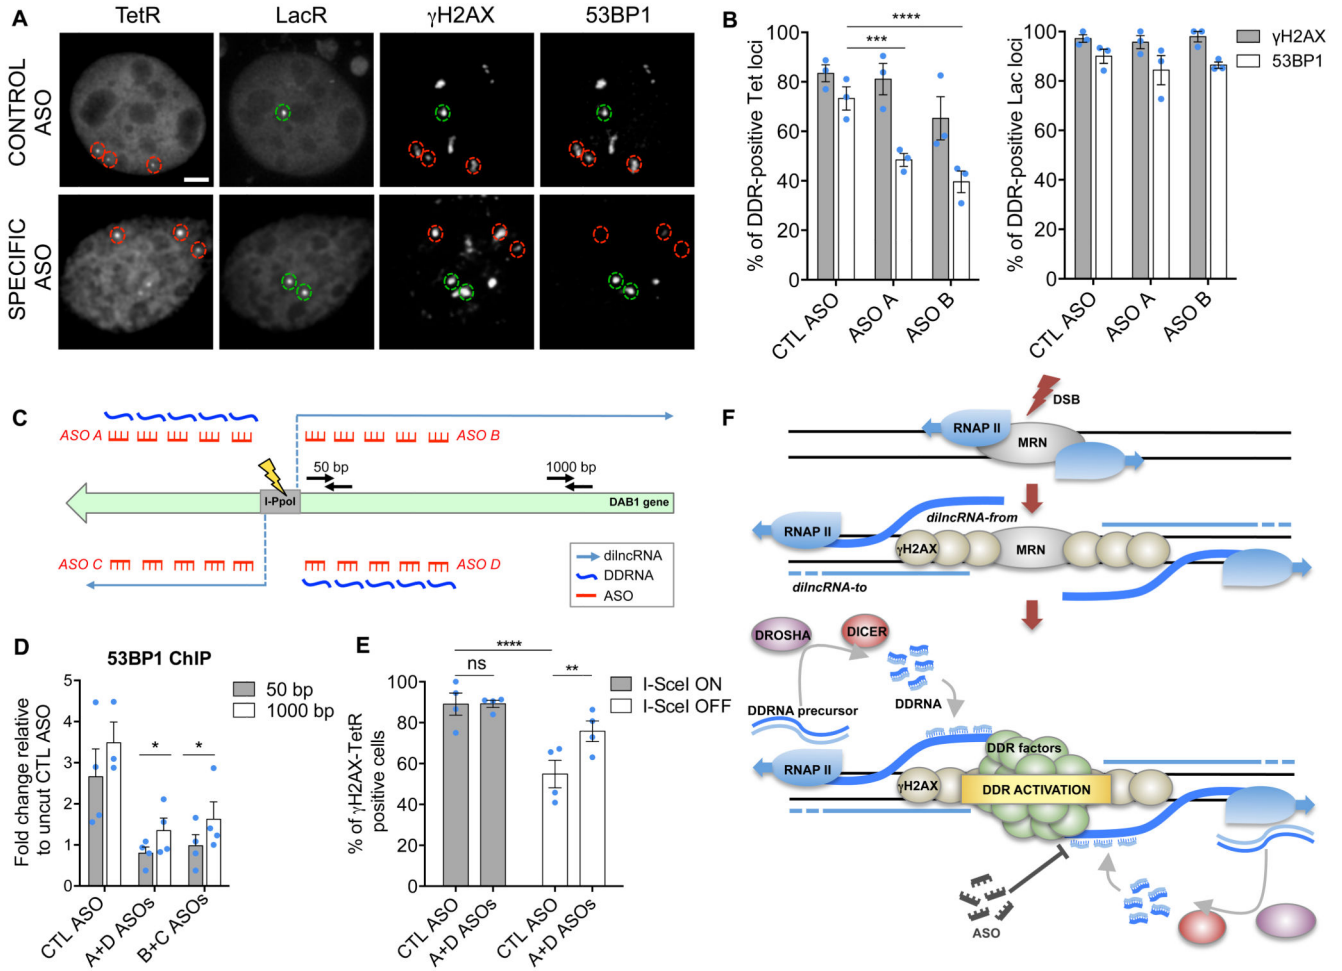 A
TetR
LacR
γH2AX
53BP1
CONTROL
ASO
SPECIFIC
ASO
B
****
***
% of DDR-positive Tet loci
100
80
60
40
20
0
CTL ASO
ASO A
ASO B
% of DDR-positive Lac loci
100
80
60
40
20
0
CTL ASO
ASO A
ASO B
γH2AX
53BP1
C
ASO A
ASO B
50 bp
1000 bp
I-PpoI
DAB1 gene
ASO C
ASO D
dilncRNA
DDRNA
ASO
D
53BP1 ChIP
Fold change relative
to uncut CTL ASO
5
4
3
2
1
0
50 bp
1000 bp
*
*
CTL ASO
A+D ASOs
B+C ASOs
E
****
ns
**
% of γH2AX-TetR
positive cells
100
80
60
40
20
0
I-SceI ON
I-SceI OFF
CTL ASO
A+D ASOs
CTL ASO
A+D ASOs
F
DSB
RNAP II
MRN
dilncRNA-from
RNAP II
γH2AX
MRN
dilncRNA-to
DROSHA
DICER
DDRNA
DDRNA precursor
DDR factors
RNAP II
γH2AX
DDR ACTIVATION
ASO